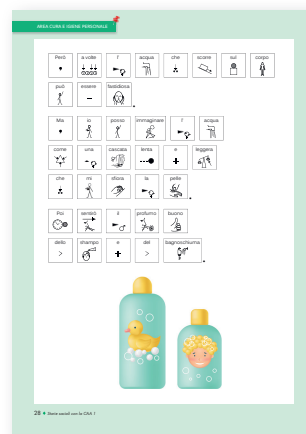 AREA CURA E IGIENE PERSONALE
Però a volte l' acqua che scorre sul corpo
può essere fastidiosa.
Ma io posso immaginare l' acqua
come una cascata lenta e leggera
che mi sfiora la pelle.
Poi sentirò il profumo buono
dello shampoo e del bagnoschiuma.
28 • Storie sociali con la CAA 1